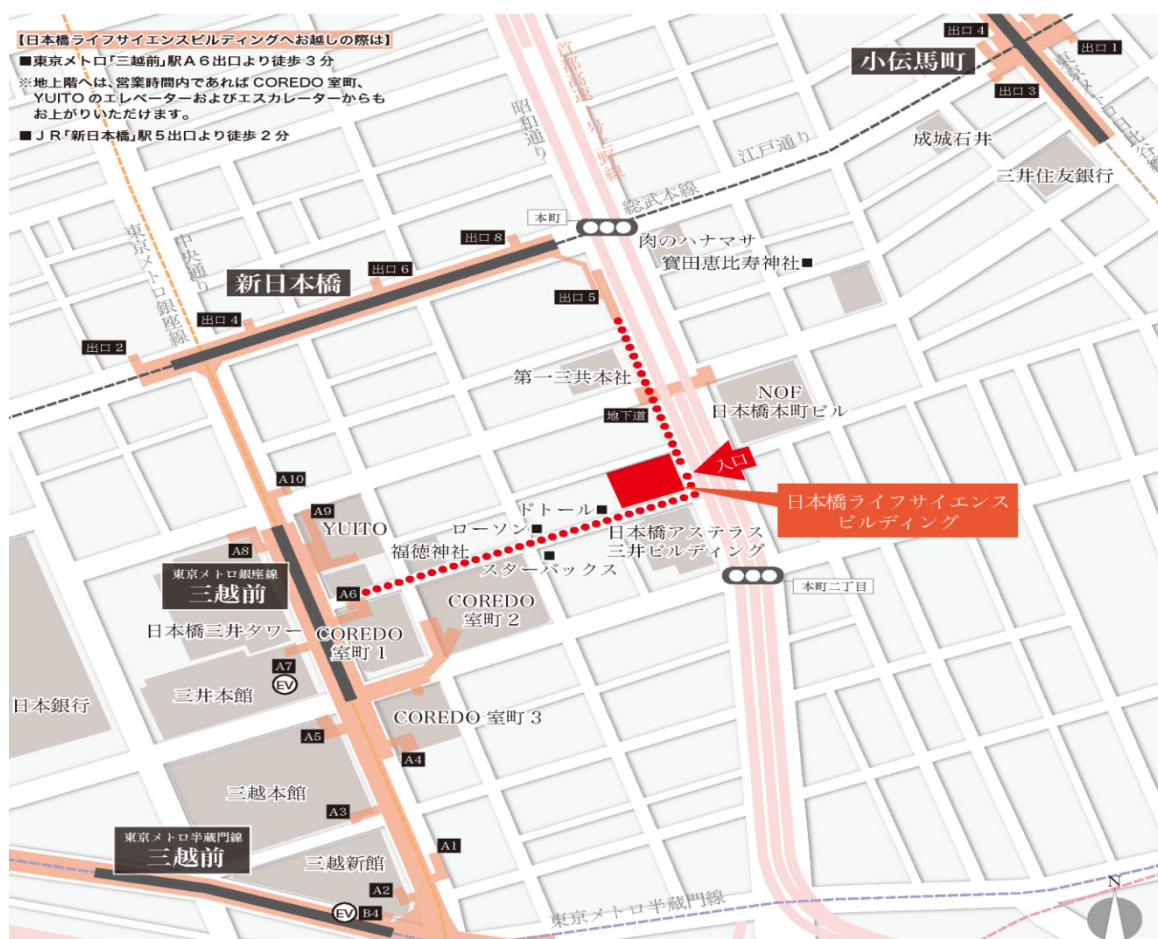 【日本橋ライフサイエンスビルディングへお越しの際は】
■東京メトロ「三越前」駅A6出口より徒歩3分
※地上階へは、営業時間内であればCOREDO室町、
YUITOのエレベーターおよびエスカレーターからも
お上がりいただけます。
■JR「新日本橋」駅5出口より徒歩2分
出口4
出口1
小伝馬町
出口3
首都高速一号上野線
昭和通り
江戸通り
成城石井
三井住友銀行
総武本線
本町
肉のハナマサ
寶田恵比寿神社■
東京メトロ銀座線
中央通り
出口8
出口6
新日本橋
出口5
出口4
出口2
第一三共本社
NOF
日本橋本町ビル
地下道
入口
A10
日本橋ライフサイエンス
ビルディング
A9
YUITO
ドトール■
ローソン■
日本橋アステラス
三井ビルディング
A8
福徳神社
スターバックス
東京メトロ銀座線
三越前
A6
本町二丁目
COREDO
室町2
日本橋三井タワー
COREDO
室町1
A7
EV
三井本館
日本銀行
COREDO 室町3
A5
A4
三越本館
A3
東京メトロ半蔵門線
三越前
A1
三越新館
A2
EV
B4
東京メトロ半蔵門線
N